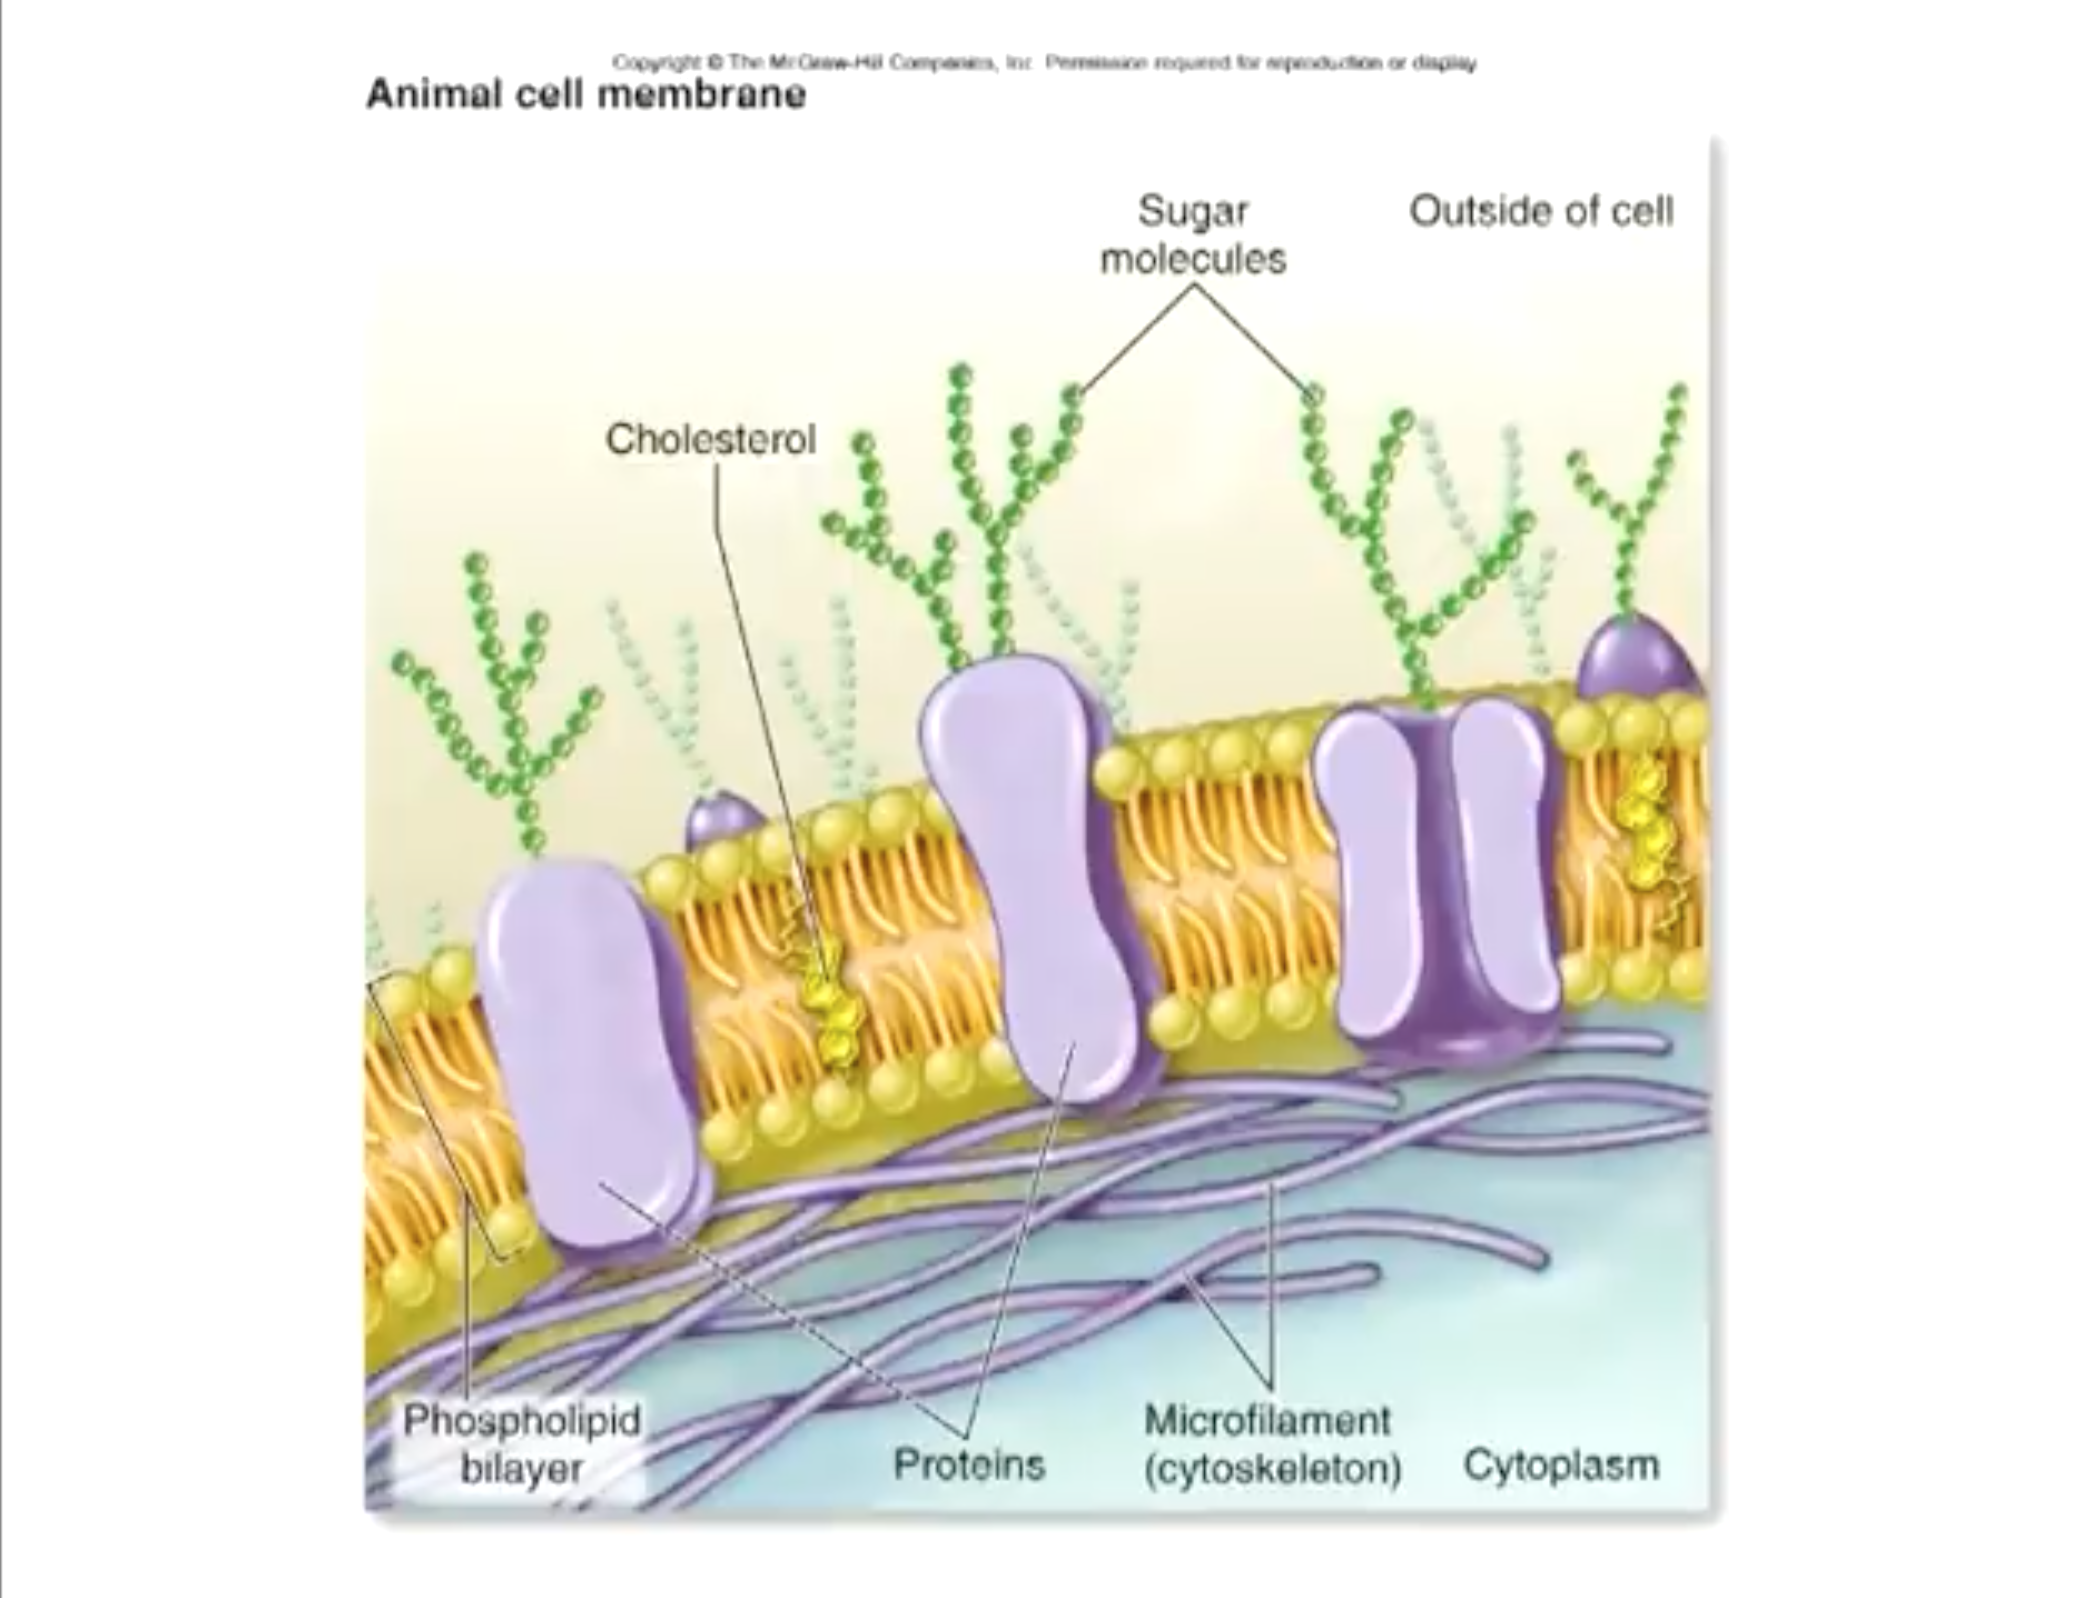 Copyright © The McGraw-Hill Companies, Inc. Permission required for reproduction or display
Animal cell membrane
Sugar
molecules
Outside of cell
Cholesterol
Phospholipid
bilayer
Proteins
Microfilament
(cytoskeleton)
Cytoplasm